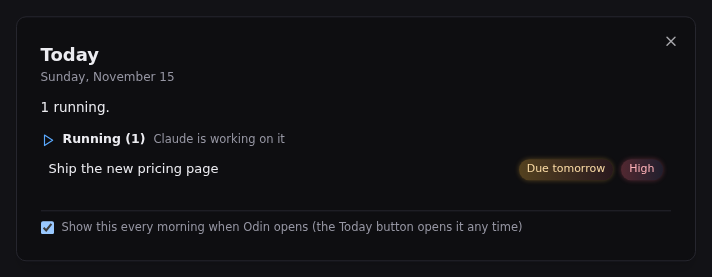 Today
Sunday, November 15
1 running.
Running (1) Claude is working on it
Ship the new pricing page Due tomorrow High
Show this every morning when Odin opens (the Today button opens it any time)